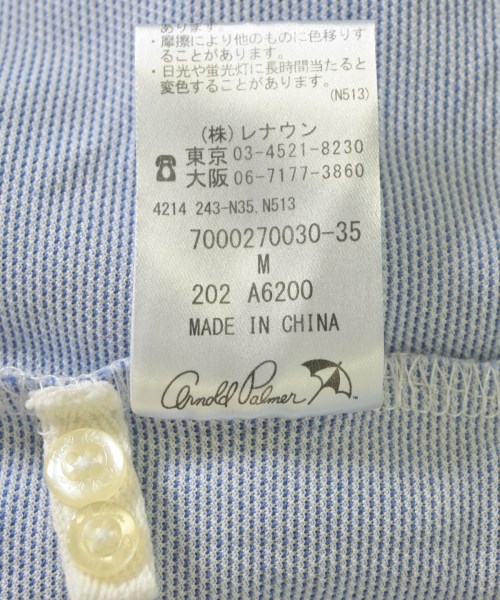 あります。
・摩擦により他のものに色移りす
ることがあります。
・日光や蛍光灯に長時間当たると
変色することがあります。
(N513)
(株)レナウン
☎東京 03-4521-8230
大阪 06-7177-3860
4214 243-N35,N513
7000270030-35
M
202 A6200
MADE IN CHINA
Arnold Palmer ™